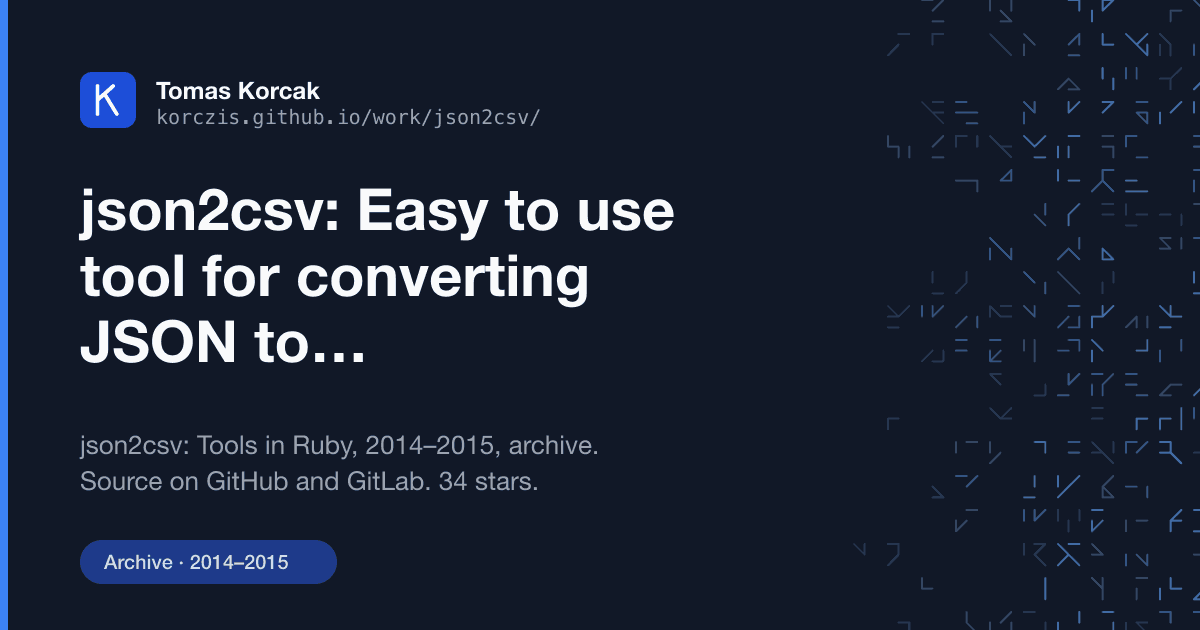 K
Tomas Korcak
korczis.github.io/work/json2csv/
json2csv: Easy to use
tool for converting
JSON to…
json2csv: Tools in Ruby, 2014–2015, archive.
Source on GitHub and GitLab. 34 stars.
Archive · 2014–2015